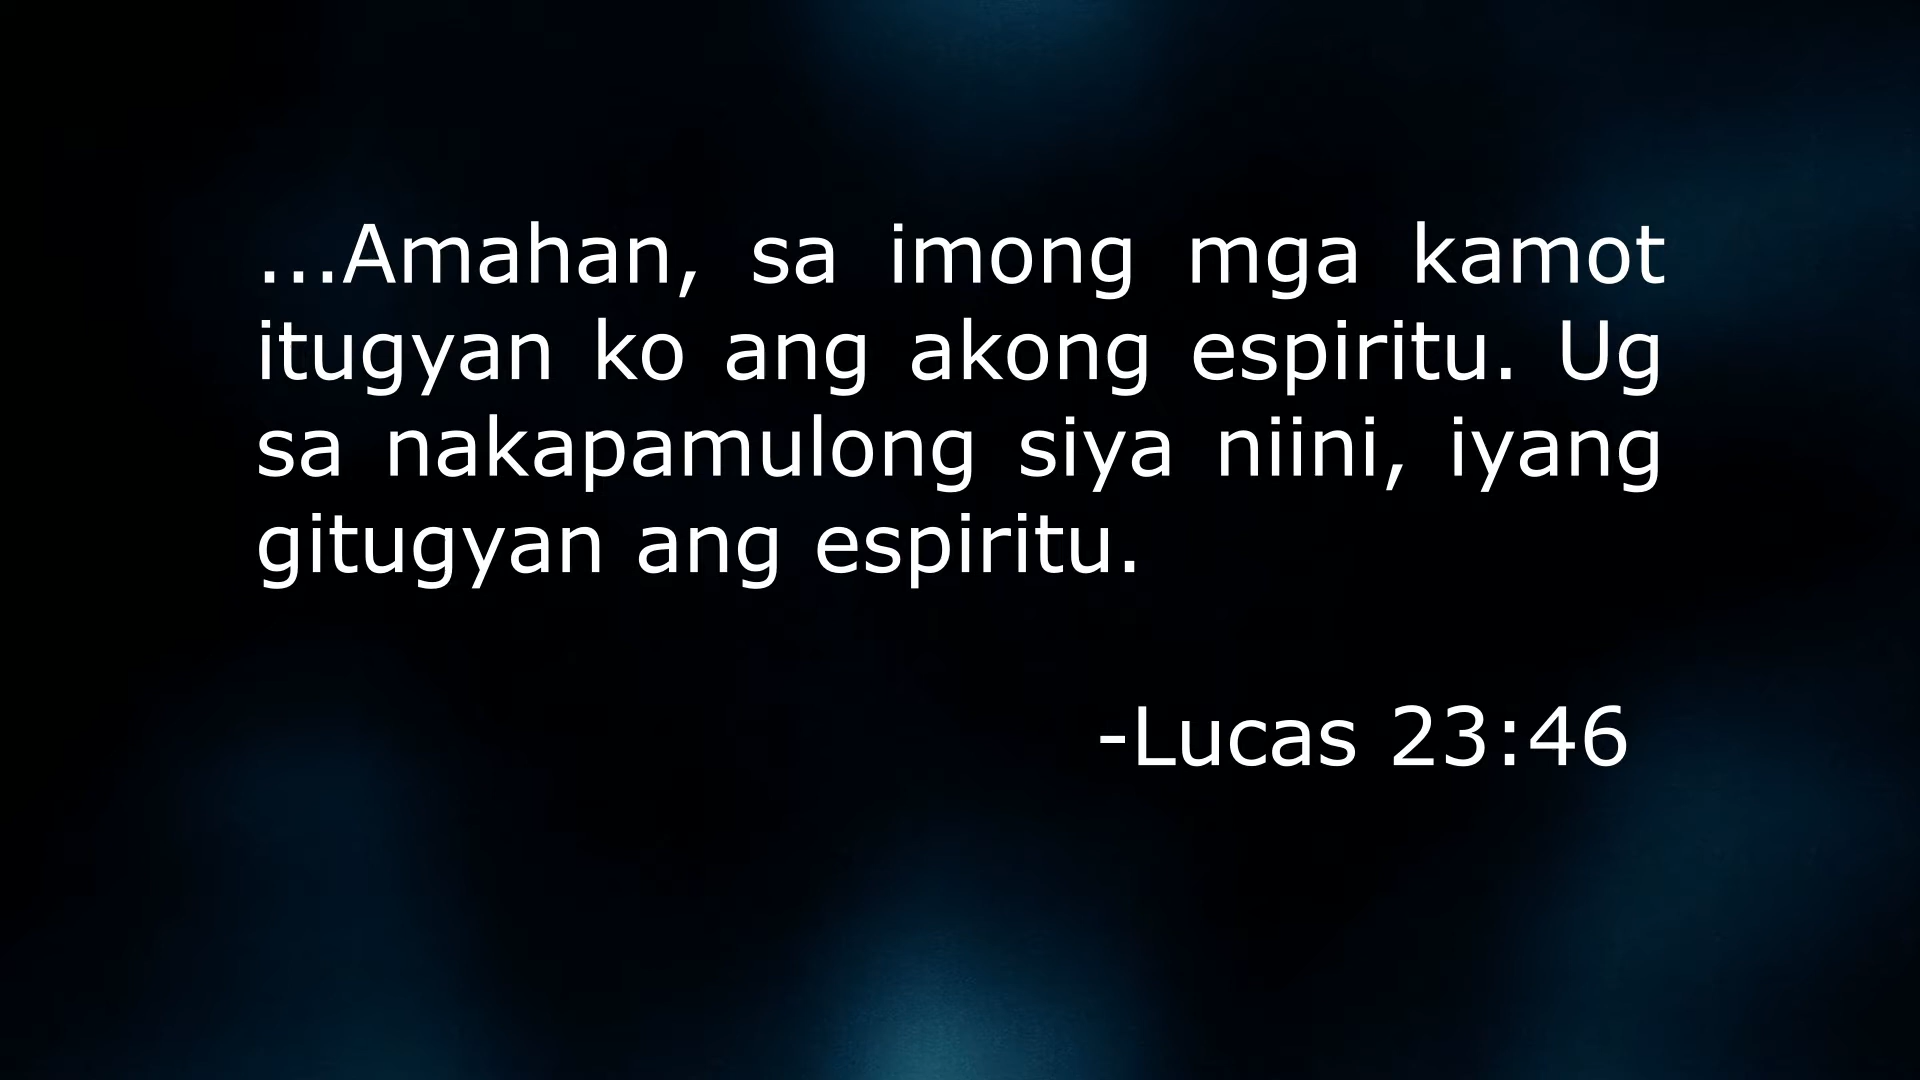 ...Amahan, sa imong mga kamot
itugyan ko ang akong espiritu. Ug
sa nakapamulong siya niini, iyang
gitugyan ang espiritu.
-Lucas 23:46